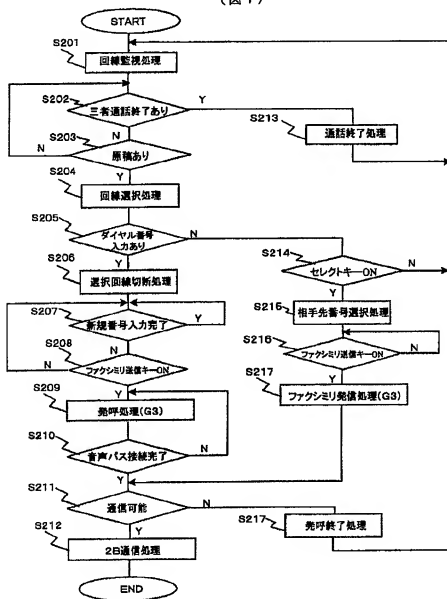 (図7)
START
S201
回線監視処理
S202
三者通話終了あり
Y
N
S203
原稿あり
N
Y
S213
通話終了処理
S204
回線選択処理
S205
ダイヤル番号
入力あり
N
Y
S206
選択回線切断処理
S207
新規番号入力完了
Y
N
S208
ファクシミリ送信キーON
N
Y
S209
発呼処理(G3)
S210
音声パス接続完了
N
Y
S214
セレクトキーON
N
Y
S215
相手先番号選択処理
S216
ファクシミリ送信キーON
N
Y
S217
ファクシミリ発信処理(G3)
S211
通信可能
N
Y
S217
発呼終了処理
S212
2B通信処理
END